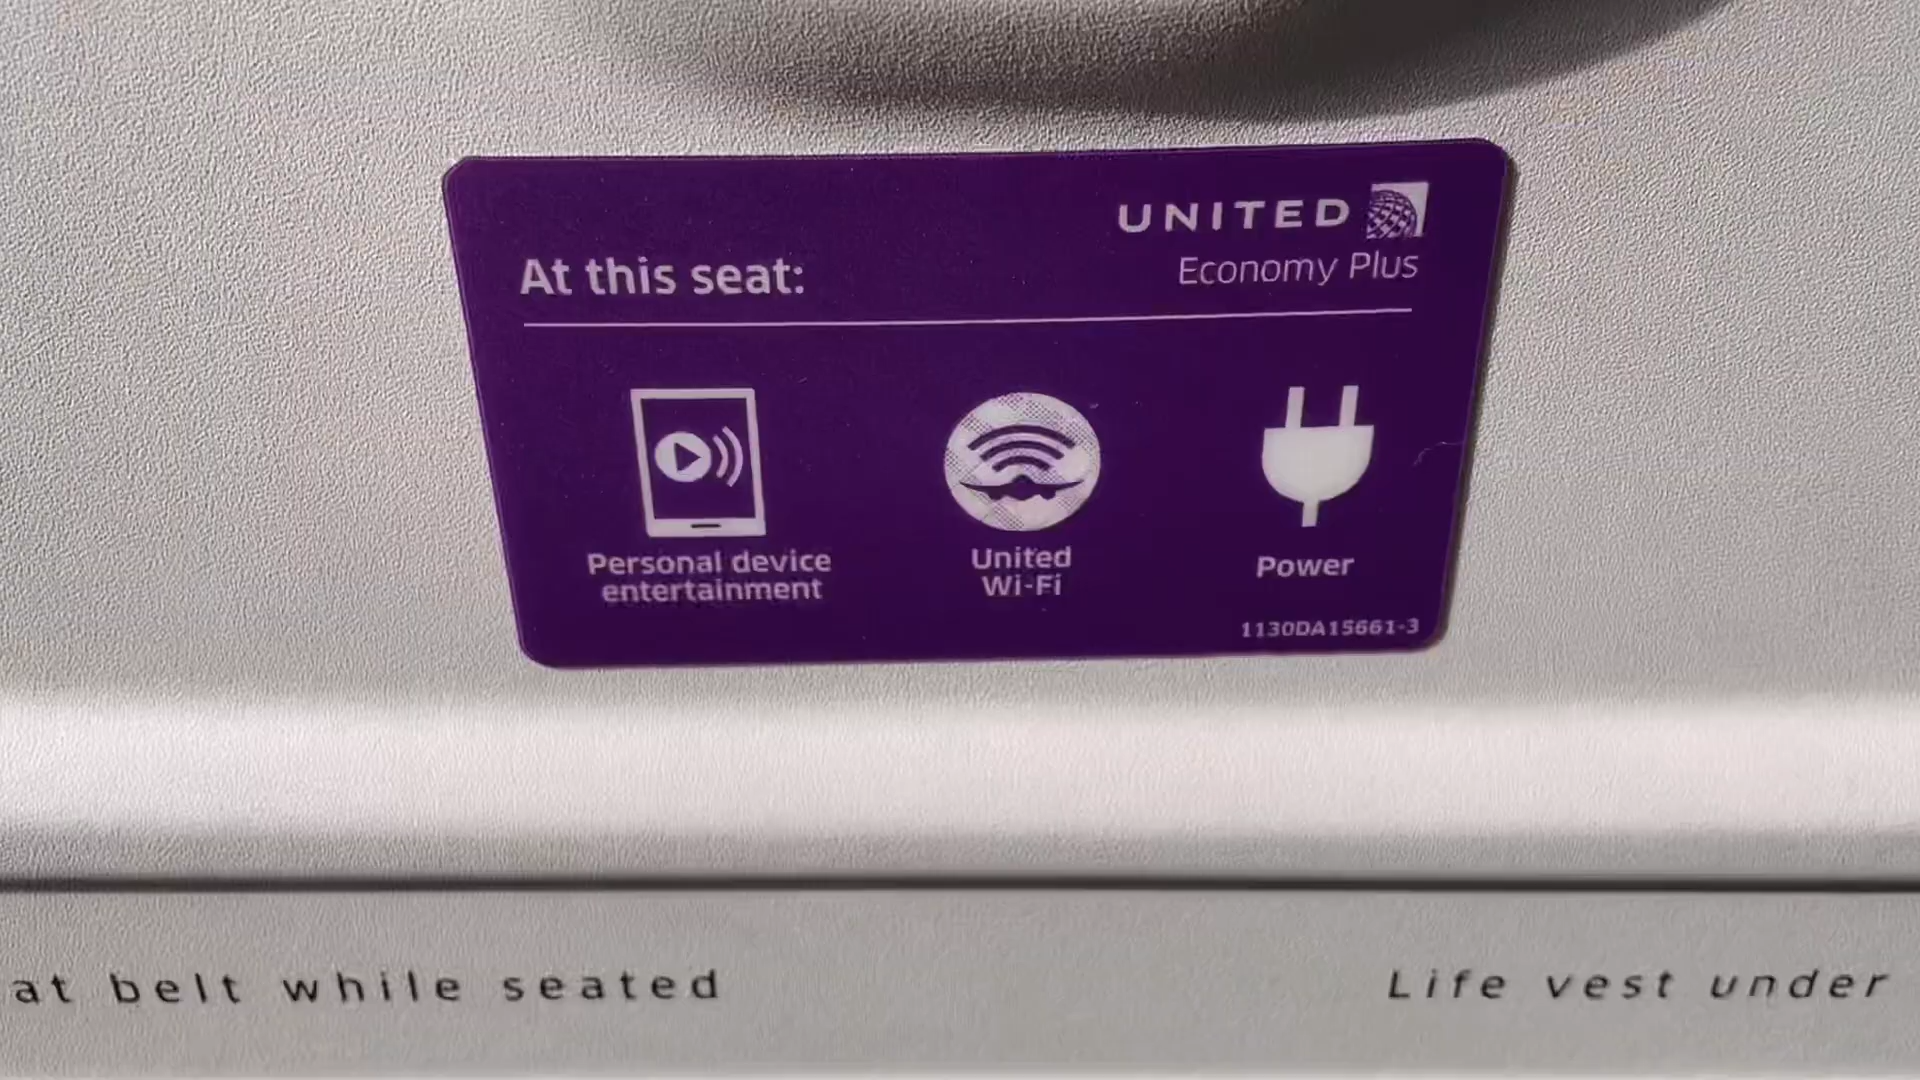 UNITED
Economy Plus
At this seat:
Personal device
entertainment
United
Wi-Fi
Power
1130DA15661-3
at belt while seated
Life vest under